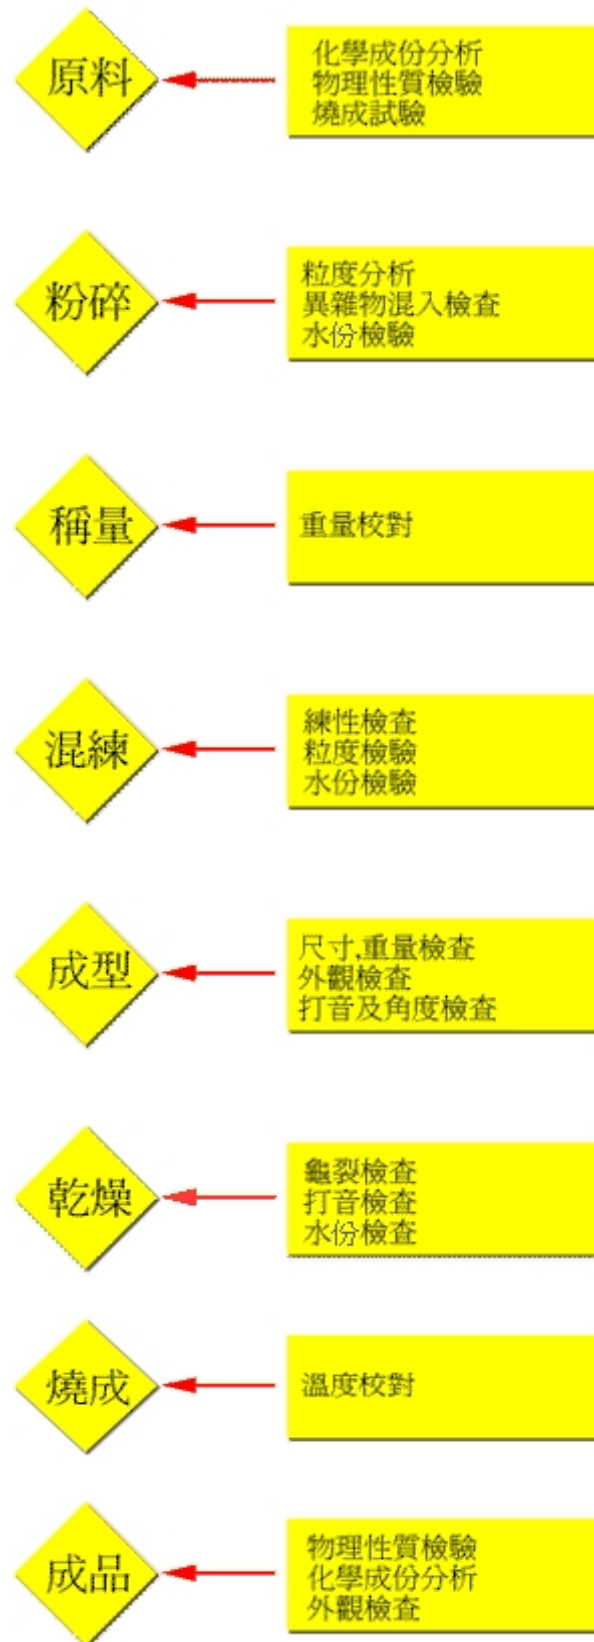 原料
化學成份分析
物理性質檢驗
燒成試驗
粉碎
粒度分析
異雜物混入檢查
水份檢驗
稱量
重量校對
混練
練性檢查
粒度檢驗
水份檢驗
成型
尺寸,重量檢查
外觀檢查
打音及角度檢查
乾燥
龜裂檢查
打音檢查
水份檢查
燒成
溫度校對
成品
物理性質檢驗
化學成份分析
外觀檢查